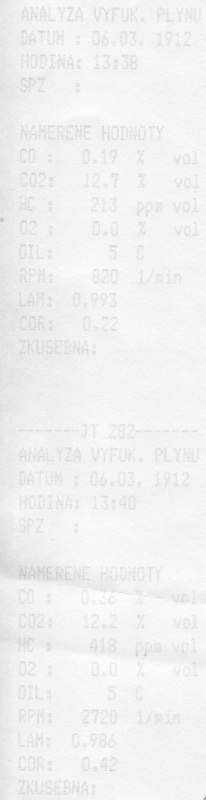 ANALYZA VYFUK. PLYNU
DATUM : 06.03. 1912
HODINA: 13:38
SPZ   :
NAMERENE HODNOTY
CO :   0.19  %   vol
CO2:   12.7  %   vol
HC :    213  ppm vol
O2 :    0.0  %   vol
OIL:      5  C
RPM:    820  1/min
LAM:  0.993
COR:   0.22
ZKUSEBNA:
-------JT 282-------
ANALYZA VYFUK. PLYNU
DATUM : 06.03. 1912
HODINA: 13:40
SPZ   :
NAMERENE HODNOTY
CO :   0.36  %   vol
CO2:   12.2  %   vol
HC :    418  ppm vol
O2 :    0.0  %   vol
OIL:      5  C
RPM:   2720  1/min
LAM:  0.986
COR:   0.42
ZKUSEBNA: